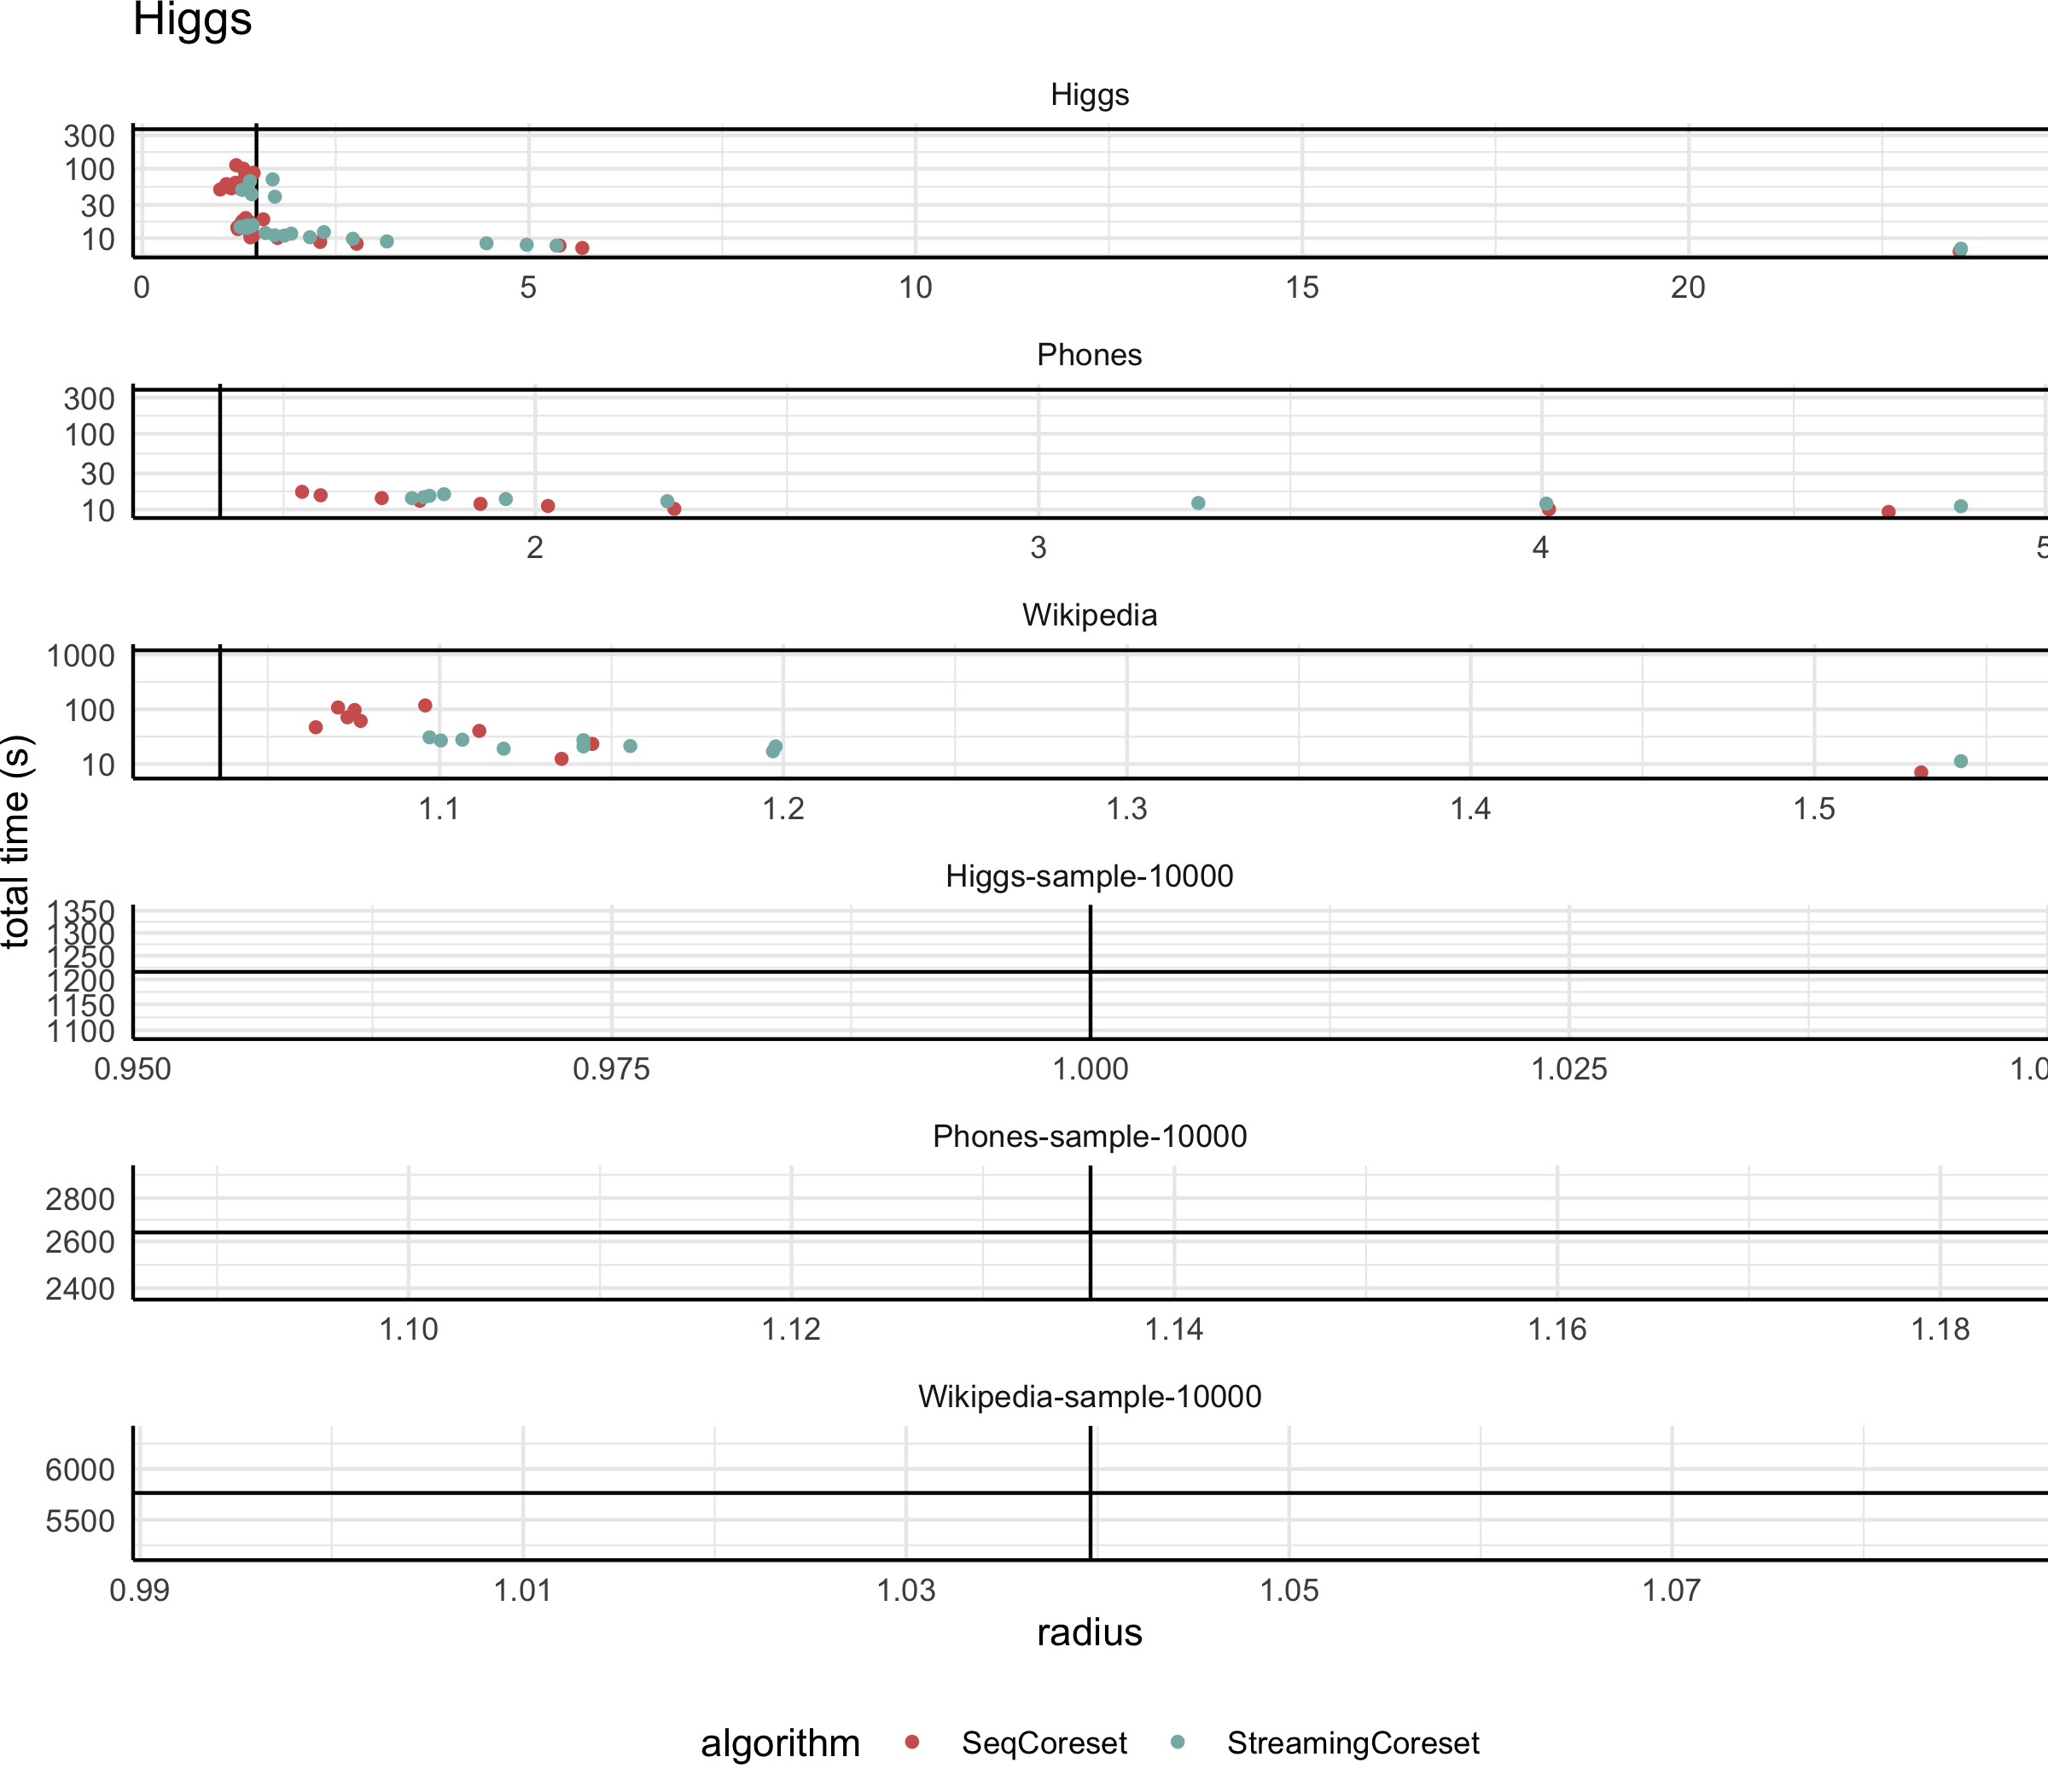 Higgs
Higgs
300
100
30
10
0 5 10 15 20
Phones
300
100
30
10
2 3 4 5
Wikipedia
1000
100
10
1.1 1.2 1.3 1.4 1.5
total time (s)
Higgs-sample-10000
1350
1300
1250
1200
1150
1100
0.950 0.975 1.000 1.025 1.0
Phones-sample-10000
2800
2600
2400
1.10 1.12 1.14 1.16 1.18
Wikipedia-sample-10000
6000
5500
0.99 1.01 1.03 1.05 1.07
radius
algorithm SeqCoreset StreamingCoreset